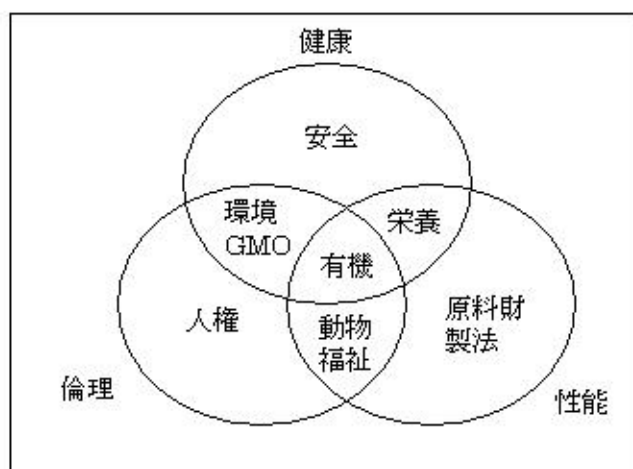 健康
安全
環境
GMO
栄養
有機
人権
動物
福祉
原料財
製法
倫理
性能